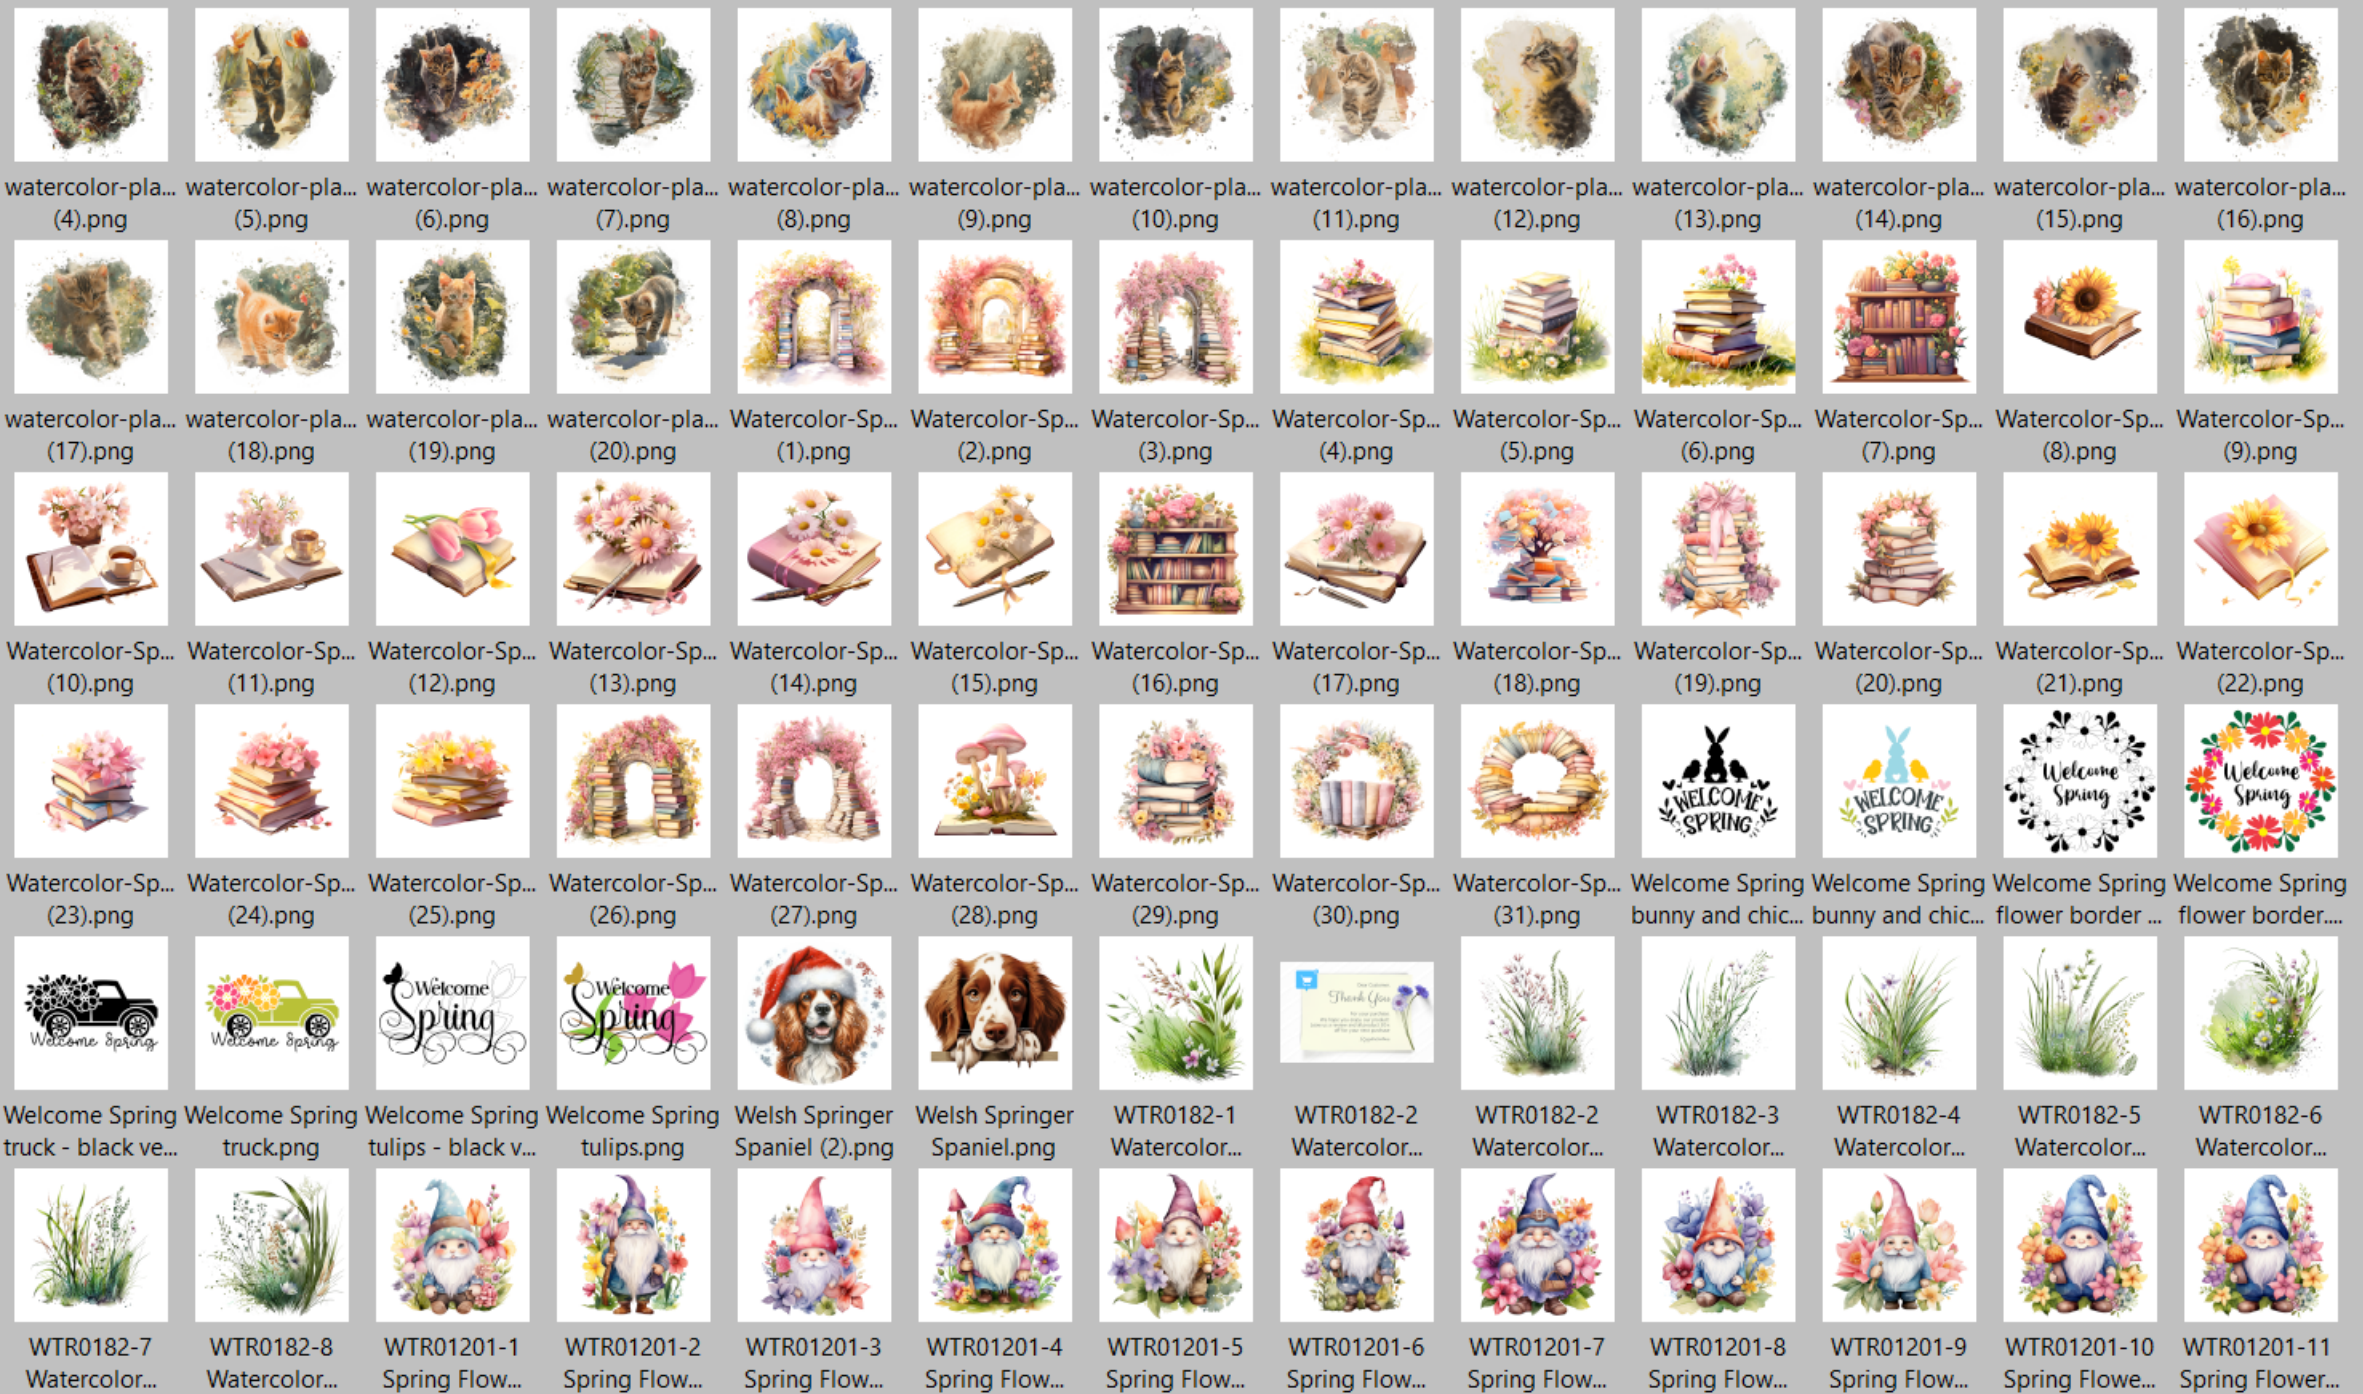 watercolor-pla... watercolor-pla... watercolor-pla... watercolor-pla... watercolor-pla... watercolor-pla... watercolor-pla... watercolor-pla... watercolor-pla... watercolor-pla... watercolor-pla... watercolor-pla... watercolor-pla...
(4).png (5).png (6).png (7).png (8).png (9).png (10).png (11).png (12).png (13).png (14).png (15).png (16).png
watercolor-pla... watercolor-pla... watercolor-pla... watercolor-pla... Watercolor-Sp... Watercolor-Sp... Watercolor-Sp... Watercolor-Sp... Watercolor-Sp... Watercolor-Sp... Watercolor-Sp... Watercolor-Sp... Watercolor-Sp...
(17).png (18).png (19).png (20).png (1).png (2).png (3).png (4).png (5).png (6).png (7).png (8).png (9).png
Watercolor-Sp... Watercolor-Sp... Watercolor-Sp... Watercolor-Sp... Watercolor-Sp... Watercolor-Sp... Watercolor-Sp... Watercolor-Sp... Watercolor-Sp... Watercolor-Sp... Watercolor-Sp... Watercolor-Sp... Watercolor-Sp...
(10).png (11).png (12).png (13).png (14).png (15).png (16).png (17).png (18).png (19).png (20).png (21).png (22).png
WELCOME WELCOME Welcome Welcome
SPRING SPRING Spring Spring
Watercolor-Sp... Watercolor-Sp... Watercolor-Sp... Watercolor-Sp... Watercolor-Sp... Watercolor-Sp... Watercolor-Sp... Watercolor-Sp... Watercolor-Sp... Welcome Spring Welcome Spring Welcome Spring Welcome Spring
(23).png (24).png (25).png (26).png (27).png (28).png (29).png (30).png (31).png bunny and chic... bunny and chic... flower border ... flower border....
Welcome Spring Welcome Spring Welcome Spring Welcome Spring
Thank You
Welcome Spring Welcome Spring Welcome Spring Welcome Spring Welsh Springer Welsh Springer WTR0182-1 WTR0182-2 WTR0182-2 WTR0182-3 WTR0182-4 WTR0182-5 WTR0182-6
truck - black ve... truck.png tulips - black v... tulips.png Spaniel (2).png Spaniel.png Watercolor... Watercolor... Watercolor... Watercolor... Watercolor... Watercolor... Watercolor...
WTR0182-7 WTR0182-8 WTR01201-1 WTR01201-2 WTR01201-3 WTR01201-4 WTR01201-5 WTR01201-6 WTR01201-7 WTR01201-8 WTR01201-9 WTR01201-10 WTR01201-11
Watercolor... Watercolor... Spring Flow... Spring Flow... Spring Flow... Spring Flow... Spring Flow... Spring Flow... Spring Flow... Spring Flow... Spring Flow... Spring Flowe... Spring Flower...